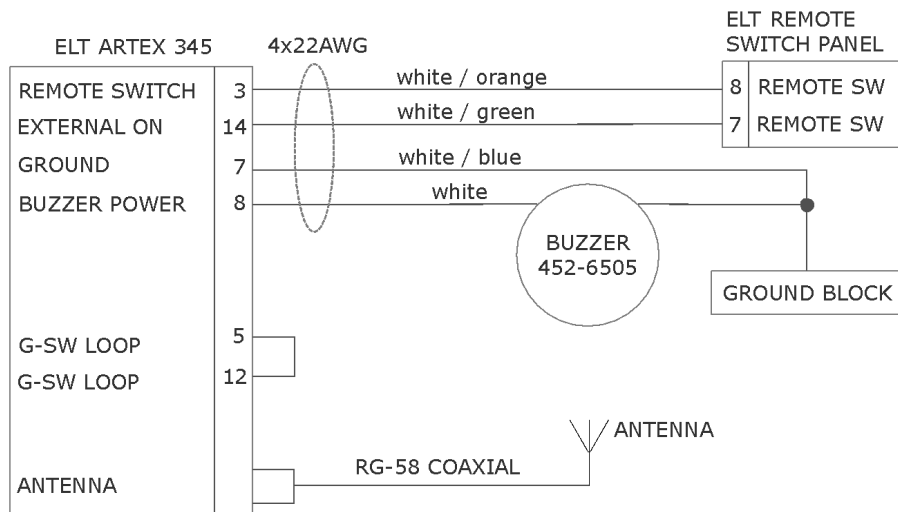 ELT ARTEX 345
4x22AWG
ELT REMOTE
SWITCH PANEL
REMOTE SWITCH 3
white / orange
8 REMOTE SW
EXTERNAL ON 14
white / green
7 REMOTE SW
GROUND 7
white / blue
BUZZER POWER 8
white
BUZZER
452-6505
GROUND BLOCK
G-SW LOOP 5
G-SW LOOP 12
ANTENNA
RG-58 COAXIAL
ANTENNA